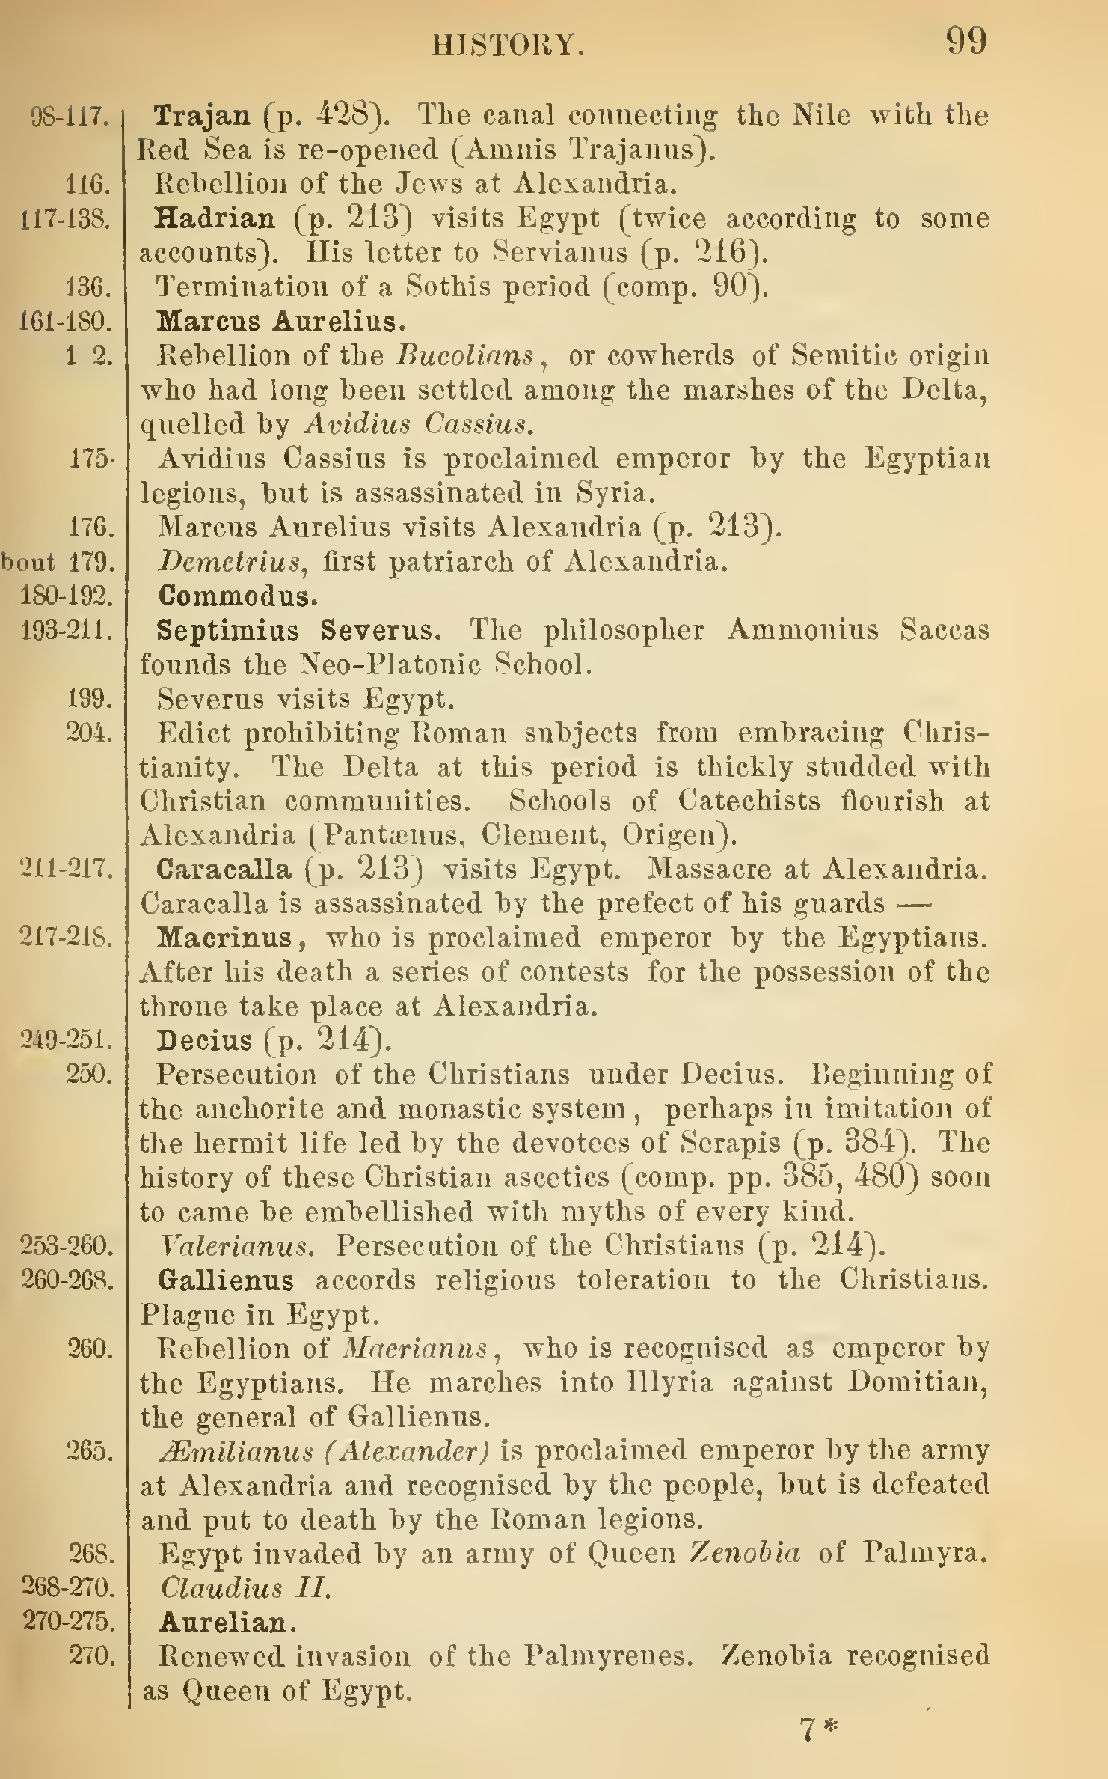 HISTORY. 99
98-117. Trajan (p. 428). The canal connecting the Nile with the
Red Sea is re-opened (Amnis Trajanus).
116. Rebellion of the Jews at Alexandria.
117-138. Hadrian (p. 213) visits Egypt (twice according to some
accounts). His letter to Servianus (p. 216).
136. Termination of a Sothis period (comp. 90).
161-180. Marcus Aurelius.
1 2. Rebellion of the Bucolians, or cowherds of Semitic origin
who had long been settled among the marshes of the Delta,
quelled by Avidius Cassius.
175. Avidius Cassius is proclaimed emperor by the Egyptian
legions, but is assassinated in Syria.
176. Marcus Aurelius visits Alexandria (p. 213).
bout 179. Demetrius, first patriarch of Alexandria.
180-192. Commodus.
193-211. Septimius Severus. The philosopher Ammonius Saccas
founds the Neo-Platonic School.
199. Severus visits Egypt.
204. Edict prohibiting Roman subjects from embracing Chris-
tianity. The Delta at this period is thickly studded with
Christian communities. Schools of Catechists flourish at
Alexandria (Pantænus, Clement, Origen).
211-217. Caracalla (p. 213) visits Egypt. Massacre at Alexandria.
Caracalla is assassinated by the prefect of his guards —
217-218. Macrinus, who is proclaimed emperor by the Egyptians.
After his death a series of contests for the possession of the
throne take place at Alexandria.
249-251. Decius (p. 214).
250. Persecution of the Christians under Decius. Beginning of
the anchorite and monastic system, perhaps in imitation of
the hermit life led by the devotees of Serapis (p. 384). The
history of these Christian ascetics (comp. pp. 385, 480) soon
to came be embellished with myths of every kind.
253-260. Valerianus. Persecution of the Christians (p. 214).
260-268. Gallienus accords religious toleration to the Christians.
Plague in Egypt.
260. Rebellion of Macrianus, who is recognised as emperor by
the Egyptians. He marches into Illyria against Domitian,
the general of Gallienus.
265. Æmilianus (Alexander) is proclaimed emperor by the army
at Alexandria and recognised by the people, but is defeated
and put to death by the Roman legions.
268. Egypt invaded by an army of Queen Zenobia of Palmyra.
268-270. Claudius II.
270-275. Aurelian.
270. Renewed invasion of the Palmyrenes. Zenobia recognised
as Queen of Egypt.
7*